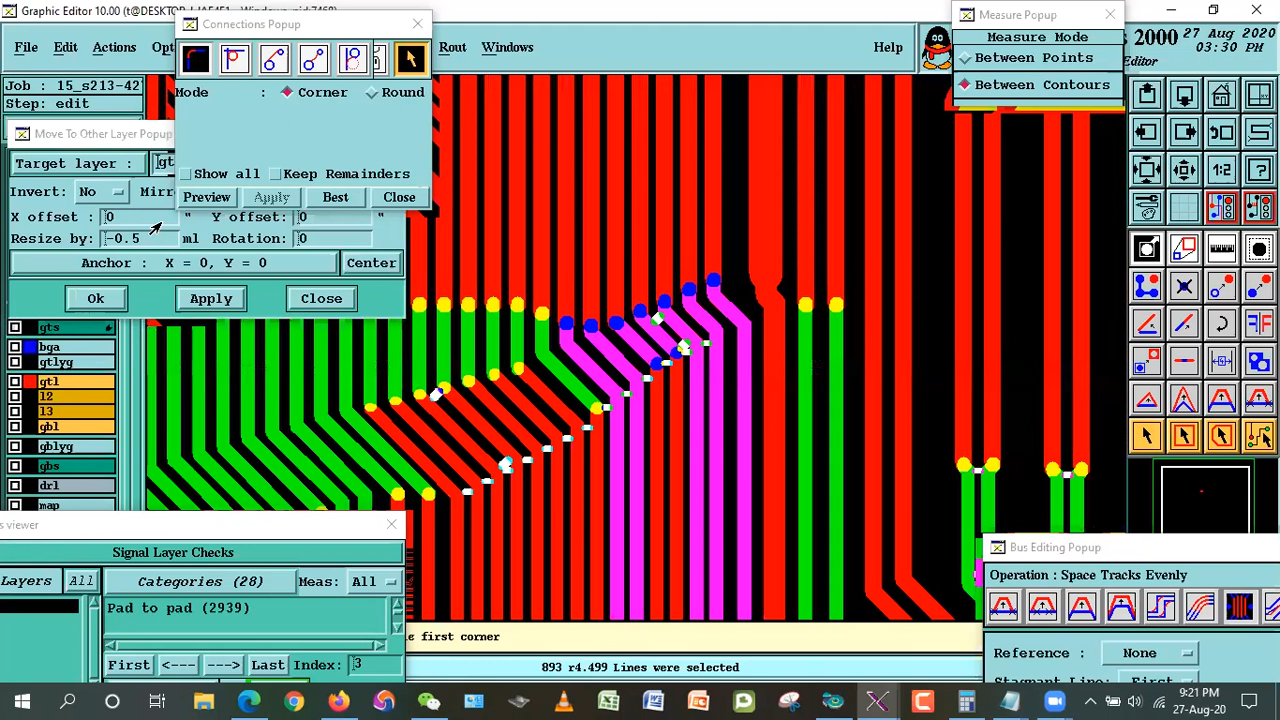 Graphic Editor 10.00 (t@DESKTOP
Connections Popup
Measure Popup
File Edit Actions
Rout Windows
Help
2000
27 Aug 2020
03:30 PM
Editor
Measure Mode
Between Points
Between Contours
Mode : Corner Round
Show all Keep Remainders
Preview Apply Best Close
Job : 15_s213-42
Step: edit
Move To Other Layer Popup
Target layer :
Invert: No
X offset : 0 " Y offset: 0 "
Resize by: -0.5 ml Rotation: 0
Anchor : X = 0, Y = 0 Center
Ok Apply Close
1:2
?
gts
bga
gtlyg
gtl
l2
l3
gbl
gblyg
gbs
drl
map
s viewer
Signal Layer Checks
Layers All Categories (28) Meas: All
Pad to pad (2939)
First <--- ---> Last Index: 3
e first corner
893 r4.499 Lines were selected
Bus Editing Popup
Operation : Space Tracks Evenly
Reference : None
Stagnant Line: First
9:21 PM
27-Aug-20